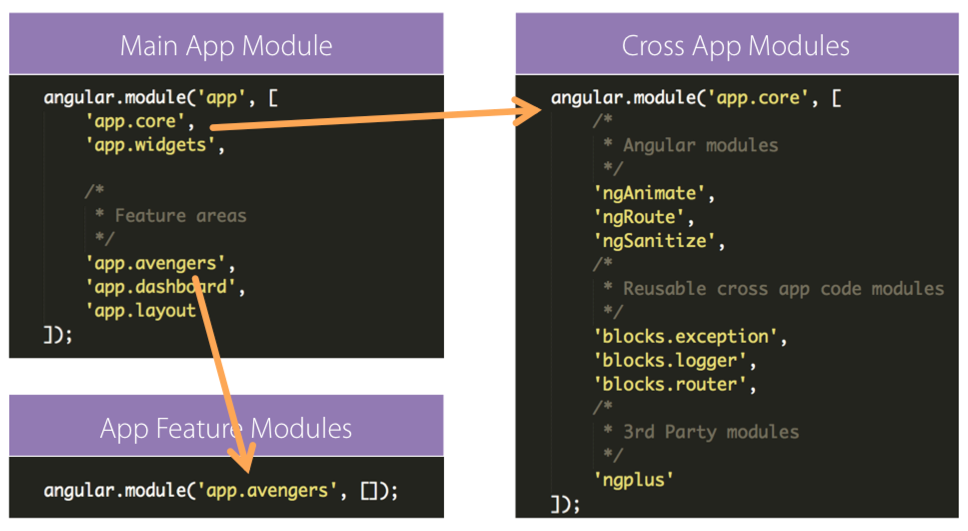 Main App Module
angular.module('app', [
'app.core',
'app.widgets',
/*
* Feature areas
*/
'app.avengers',
'app.dashboard',
'app.layout
]);
App Feature Modules
angular.module('app.avengers', []);
Cross App Modules
angular.module('app.core', [
/*
* Angular modules
*/
'ngAnimate',
'ngRoute',
'ngSanitize',
/*
* Reusable cross app code modules
*/
'blocks.exception',
'blocks.logger',
'blocks.router',
/*
* 3rd Party modules
*/
'ngplus'
]);